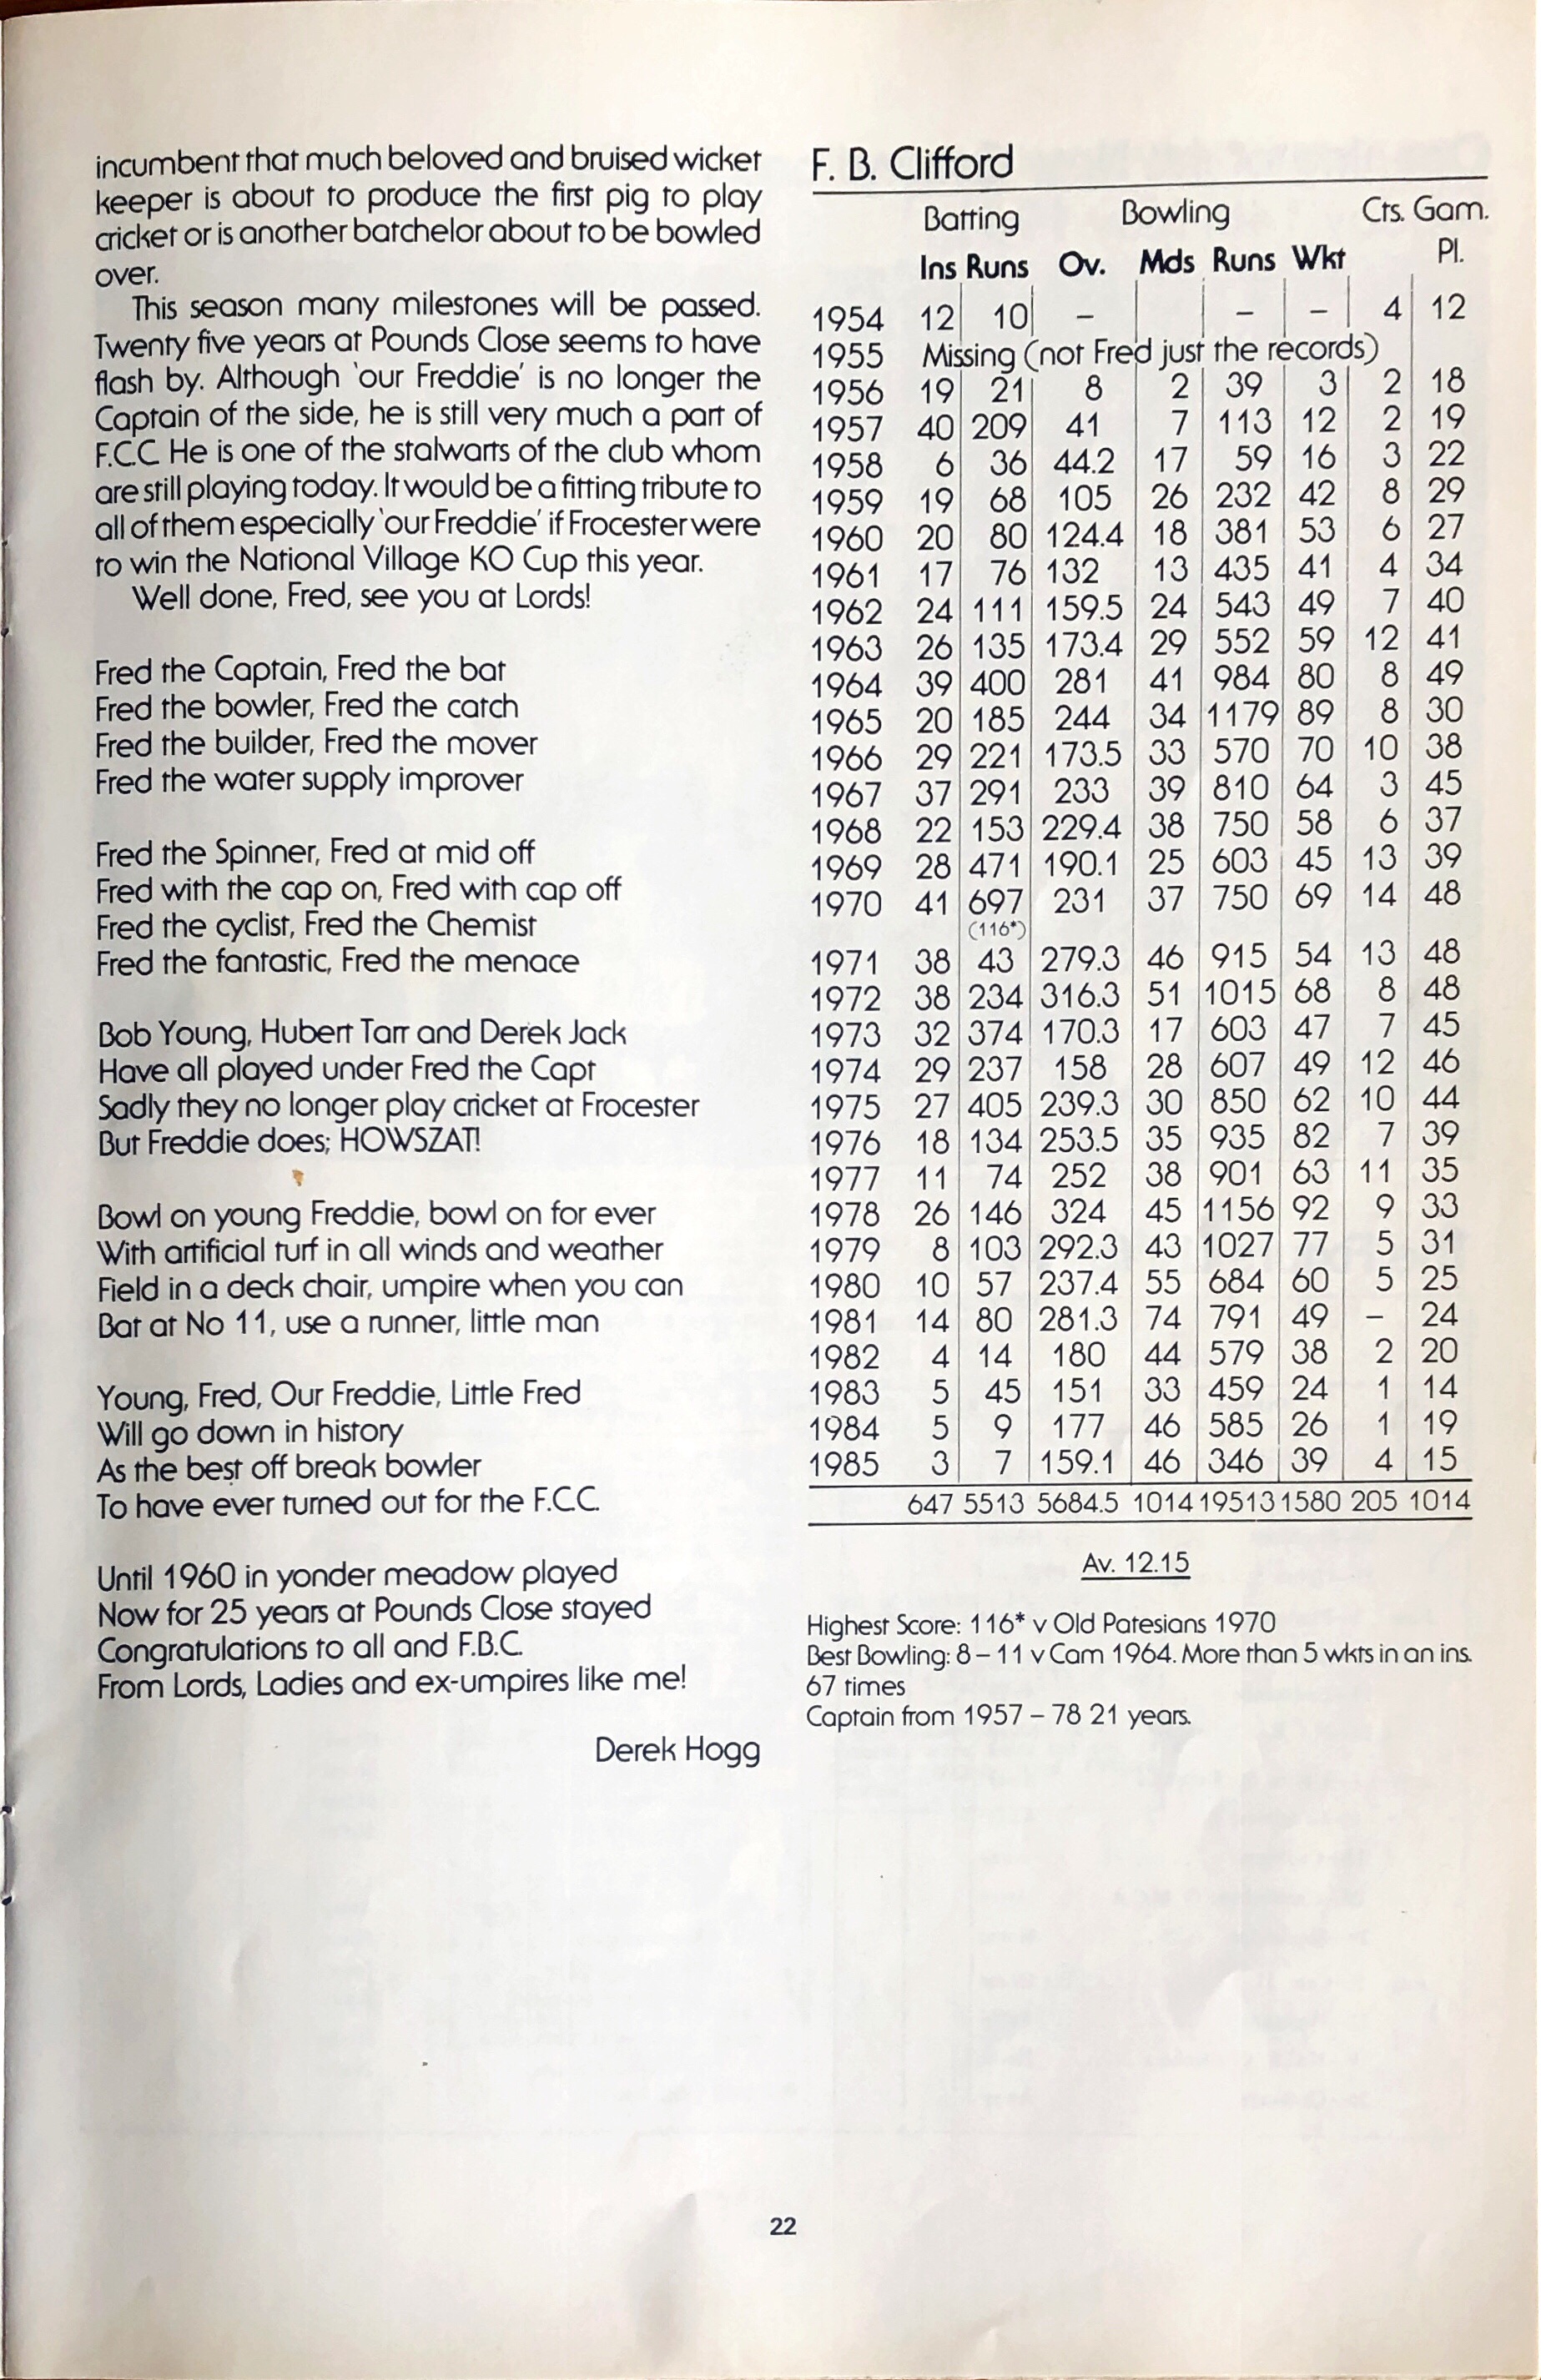 incumbent that much beloved and bruised wicket
keeper is about to produce the first pig to play
cricket or is another batchelor about to be bowled
over.
This season many milestones will be passed.
Twenty five years at Pounds Close seems to have
flash by. Although 'our Freddie' is no longer the
Captain of the side, he is still very much a part of
F.C.C. He is one of the stalwarts of the club whom
are still playing today. It would be a fitting tribute to
all of them especially 'our Freddie' if Frocester were
to win the National Village KO Cup this year.
Well done, Fred, see you at Lords!
Fred the Captain, Fred the bat
Fred the bowler, Fred the catch
Fred the builder, Fred the mover
Fred the water supply improver
Fred the Spinner, Fred at mid off
Fred with the cap on, Fred with cap off
Fred the cyclist, Fred the Chemist
Fred the fantastic, Fred the menace
Bob Young, Hubert Tarr and Derek Jack
Have all played under Fred the Capt
Sadly they no longer play cricket at Frocester
But Freddie does; HOWSZAT!
Bowl on young Freddie, bowl on for ever
With artificial turf in all winds and weather
Field in a deck chair, umpire when you can
Bat at No 11, use a runner, little man
Young, Fred, Our Freddie, Little Fred
Will go down in history
As the best off break bowler
To have ever turned out for the F.C.C.
Until 1960 in yonder meadow played
Now for 25 years at Pounds Close stayed
Congratulations to all and F.B.C.
From Lords, Ladies and ex-umpires like me!
Derek Hogg
F. B. Clifford
Batting Bowling Cts. Gam.
Ins Runs Ov. Mds Runs Wkt Pl.
1954 12 10 – – – 4 12
1955 Missing (not Fred just the records)
1956 19 21 8 2 39 3 2 18
1957 40 209 41 7 113 12 2 19
1958 6 36 44.2 17 59 16 3 22
1959 19 68 105 26 232 42 8 29
1960 20 80 124.4 18 381 53 6 27
1961 17 76 132 13 435 41 4 34
1962 24 111 159.5 24 543 49 7 40
1963 26 135 173.4 29 552 59 12 41
1964 39 400 281 41 984 80 8 49
1965 20 185 244 34 1179 89 8 30
1966 29 221 173.5 33 570 70 10 38
1967 37 291 233 39 810 64 3 45
1968 22 153 229.4 38 750 58 6 37
1969 28 471 190.1 25 603 45 13 39
1970 41 697 231 37 750 69 14 48
(116*)
1971 38 43 279.3 46 915 54 13 48
1972 38 234 316.3 51 1015 68 8 48
1973 32 374 170.3 17 603 47 7 45
1974 29 237 158 28 607 49 12 46
1975 27 405 239.3 30 850 62 10 44
1976 18 134 253.5 35 935 82 7 39
1977 11 74 252 38 901 63 11 35
1978 26 146 324 45 1156 92 9 33
1979 8 103 292.3 43 1027 77 5 31
1980 10 57 237.4 55 684 60 5 25
1981 14 80 281.3 74 791 49 – 24
1982 4 14 180 44 579 38 2 20
1983 5 45 151 33 459 24 1 14
1984 5 9 177 46 585 26 1 19
1985 3 7 159.1 46 346 39 4 15
647 5513 5684.5 1014 19513 1580 205 1014
Av. 12.15
Highest Score: 116* v Old Patesians 1970
Best Bowling: 8 – 11 v Cam 1964. More than 5 wkts in an ins.
67 times
Captain from 1957 – 78 21 years.
22